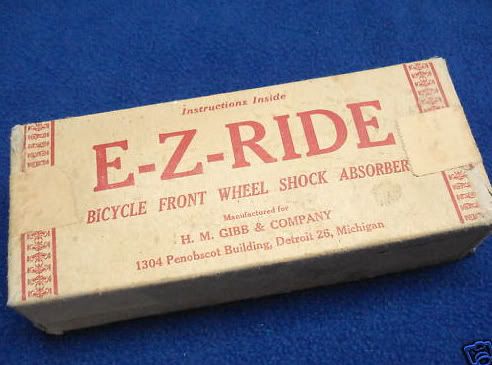 Instructions Inside
E-Z-RIDE
BICYCLE FRONT WHEEL SHOCK ABSORBER
Manufactured for
H. M. GIBB & COMPANY
1304 Penobscot Building, Detroit 26, Michigan